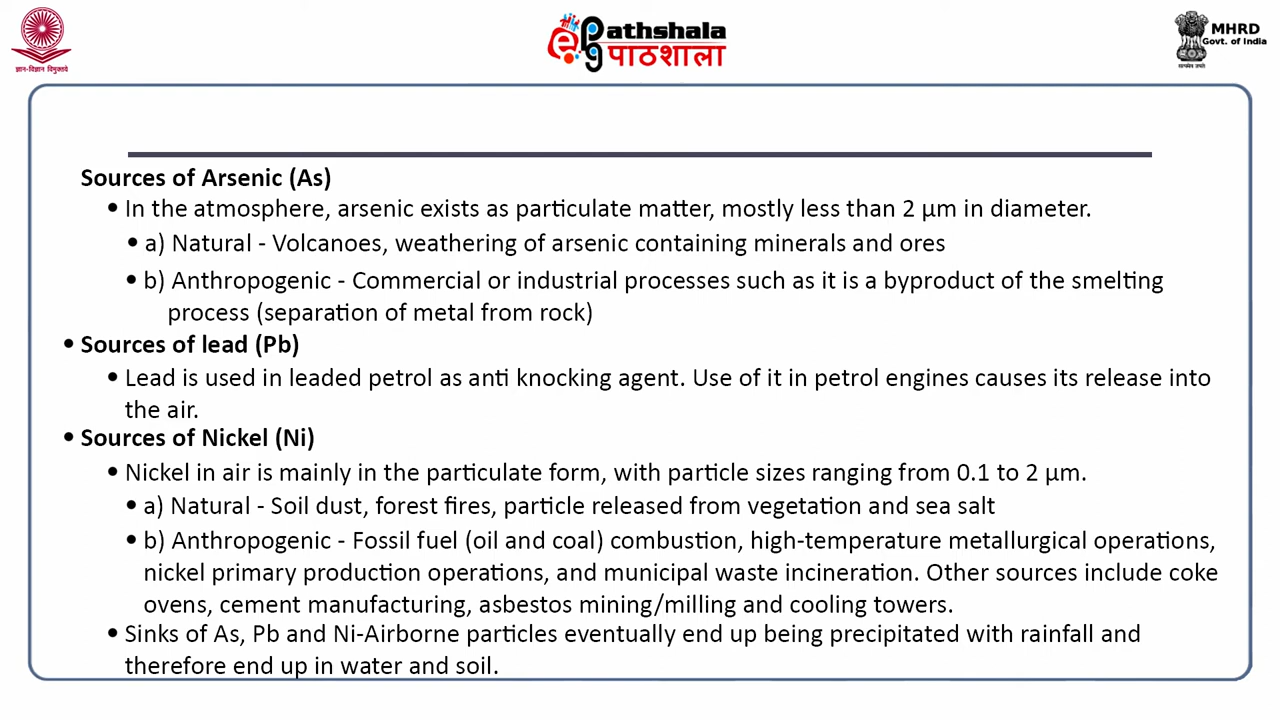 ज्ञान-विज्ञान विमुक्तये
ePG Pathshala
पाठशाला
MHRD
Govt. of India
सत्यमेव जयते
Sources of Arsenic (As)
• In the atmosphere, arsenic exists as particulate matter, mostly less than 2 µm in diameter.
• a) Natural - Volcanoes, weathering of arsenic containing minerals and ores
• b) Anthropogenic - Commercial or industrial processes such as it is a byproduct of the smelting
process (separation of metal from rock)
• Sources of lead (Pb)
• Lead is used in leaded petrol as anti knocking agent. Use of it in petrol engines causes its release into
the air.
• Sources of Nickel (Ni)
• Nickel in air is mainly in the particulate form, with particle sizes ranging from 0.1 to 2 µm.
• a) Natural - Soil dust, forest fires, particle released from vegetation and sea salt
• b) Anthropogenic - Fossil fuel (oil and coal) combustion, high-temperature metallurgical operations,
nickel primary production operations, and municipal waste incineration. Other sources include coke
ovens, cement manufacturing, asbestos mining/milling and cooling towers.
• Sinks of As, Pb and Ni-Airborne particles eventually end up being precipitated with rainfall and
therefore end up in water and soil.